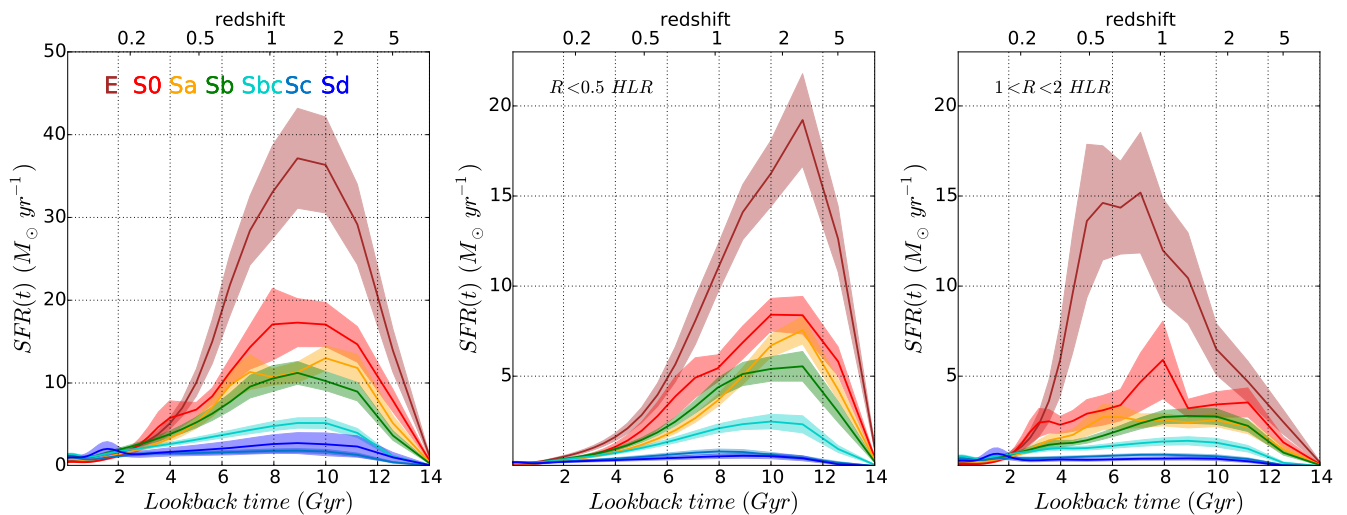 redshift
0.2 0.5 1 2 5
50
40
30
20
10
0
E S0 Sa Sb Sbc Sc Sd
SFR(t) (M⊙ yr⁻¹)
2 4 6 8 10 12 14
Lookback time (Gyr)
redshift
0.2 0.5 1 2 5
R<0.5 HLR
20
15
10
5
SFR(t) (M⊙ yr⁻¹)
2 4 6 8 10 12 14
Lookback time (Gyr)
redshift
0.2 0.5 1 2 5
1<R<2 HLR
20
15
10
5
SFR(t) (M⊙ yr⁻¹)
2 4 6 8 10 12 14
Lookback time (Gyr)